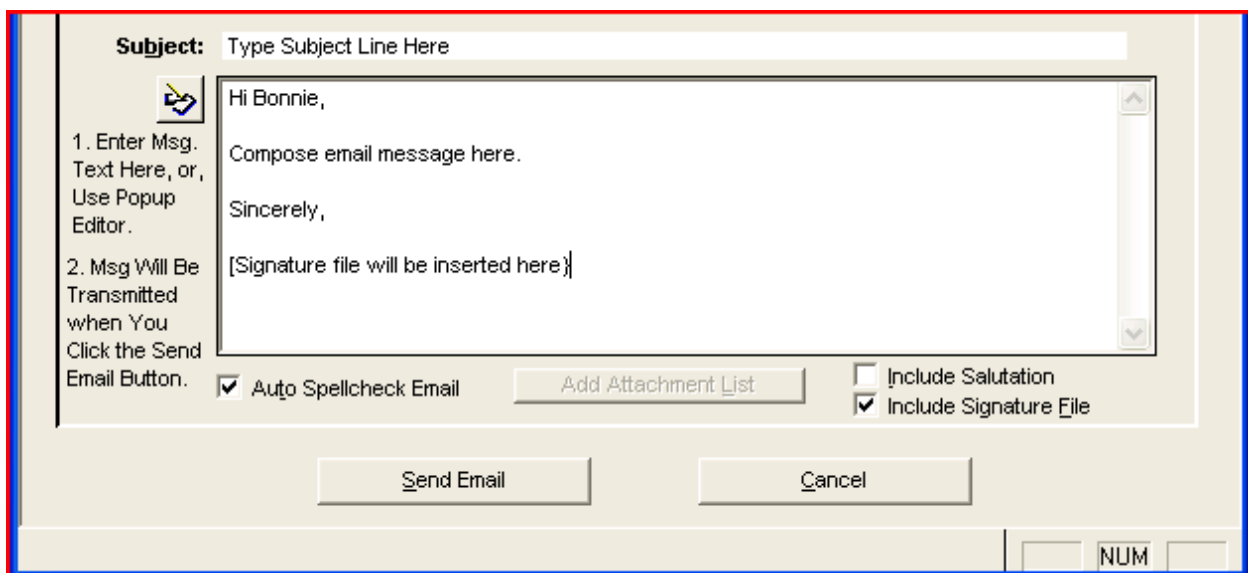 Subject: Type Subject Line Here
Hi Bonnie,
Compose email message here.
Sincerely,
[Signature file will be inserted here}
1. Enter Msg.
Text Here, or,
Use Popup
Editor.
2. Msg Will Be
Transmitted
when You
Click the Send
Email Button.
Auto Spellcheck Email
Add Attachment List
Include Salutation
Include Signature File
Send Email
Cancel
NUM